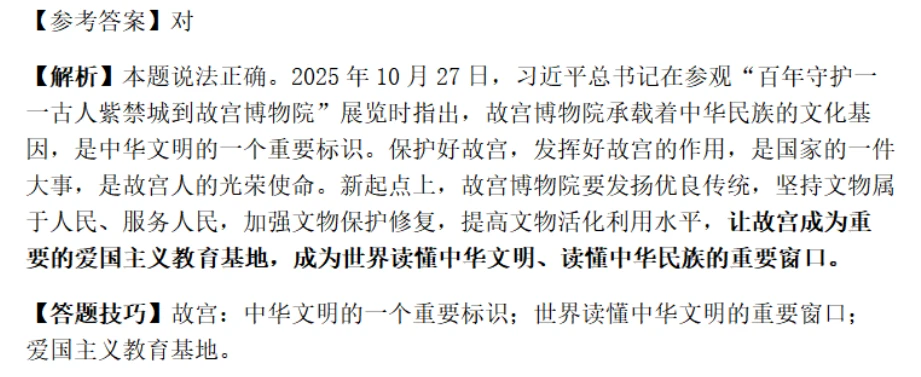 【参考答案】对
【解析】本题说法正确。2025 年 10 月 27 日，习近平总书记在参观“百年守护一
一古人紫禁城到故宫博物院”展览时指出，故宫博物院承载着中华民族的文化基
因，是中华文明的一个重要标识。保护好故宫，发挥好故宫的作用，是国家的一件
大事，是故宫人的光荣使命。新起点上，故宫博物院要发扬优良传统，坚持文物属
于人民、服务人民，加强文物保护修复，提高文物活化利用水平，让故宫成为重
要的爱国主义教育基地，成为世界读懂中华文明、读懂中华民族的重要窗口。
【答题技巧】故宫：中华文明的一个重要标识；世界读懂中华文明的重要窗口；
爱国主义教育基地。